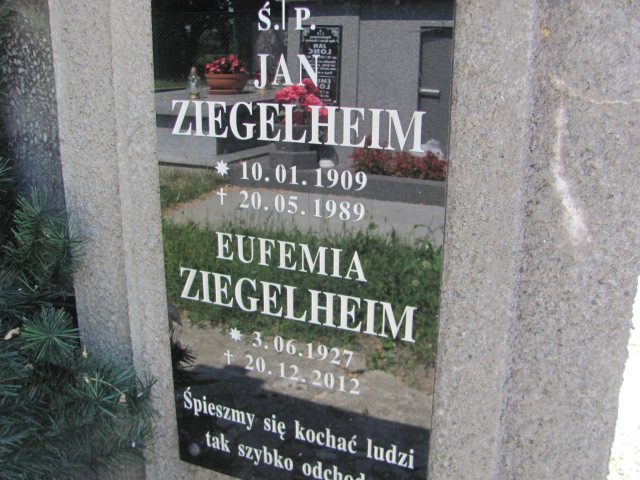 Ś. † P.
JAN
ZIEGELHEIM
* 10.01.1909
† 20.05.1989
EUFEMIA
ZIEGELHEIM
* 3.06.1927
† 20.12.2012
Śpieszmy się kochać ludzi
tak szybko odchod